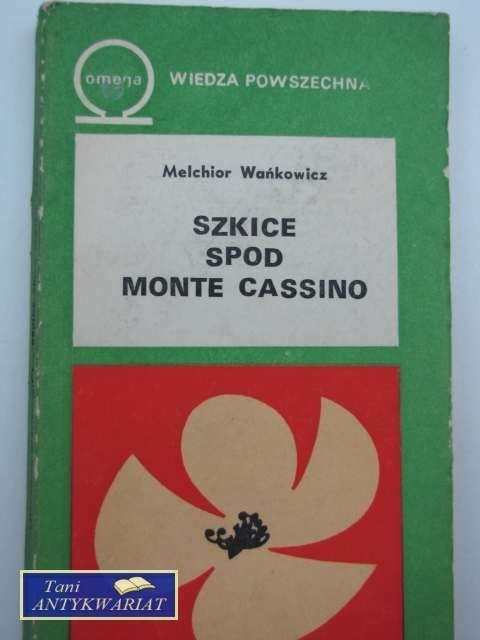 omega
WIEDZA POWSZECHNA
Melchior Wańkowicz
SZKICE
SPOD
MONTE CASSINO
Tani
ANTYKWARIAT